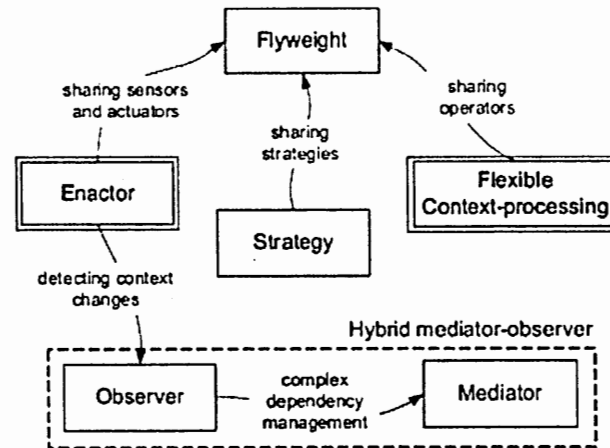 Flyweight
sharing sensors
and actuators
sharing
operators
sharing
strategies
Enactor
Flexible
Context-processing
Strategy
detecting context
changes
Hybrid mediator-observer
Observer
complex
dependency
management
Mediator